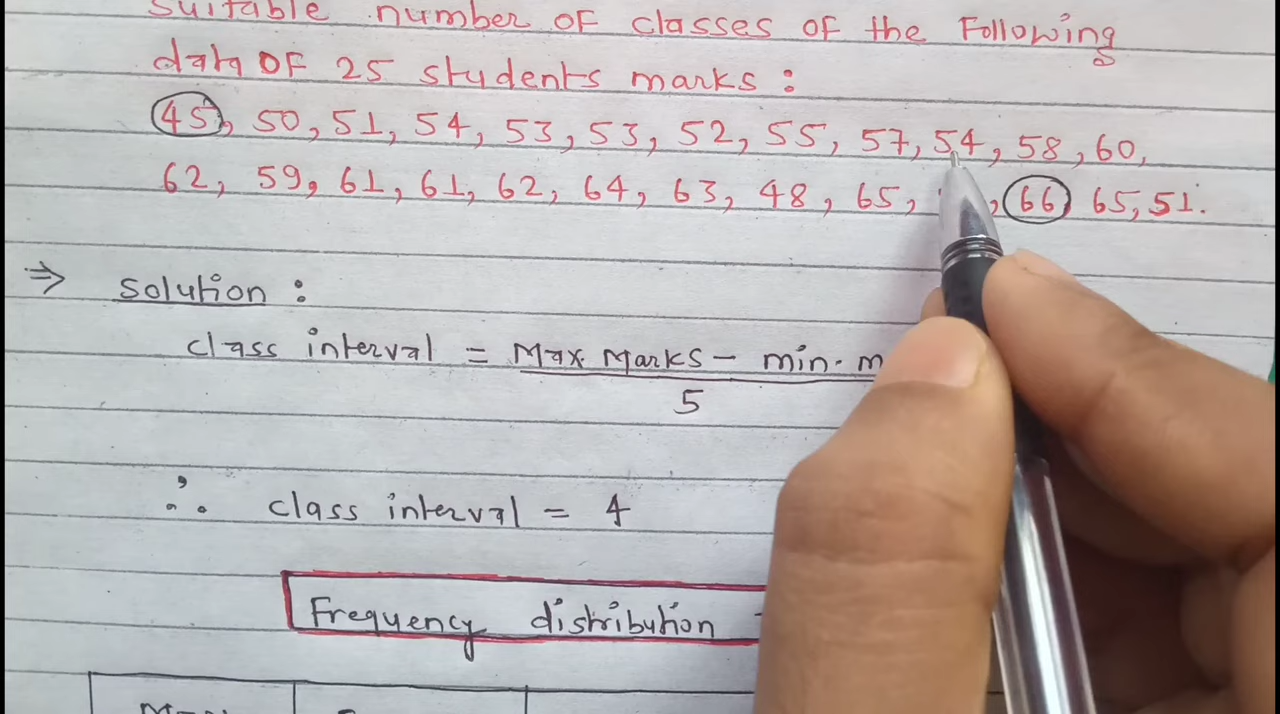 suitable number of classes of the Following
data of 25 students marks :
45, 50, 51, 54, 53, 53, 52, 55, 57, 54, 58, 60,
62, 59, 61, 61, 62, 64, 63, 48, 65, , 66 65, 51.
⇒ solution :
class interval = Max. Marks - min. m
5
∴ class interval = 4
Frequency distribution